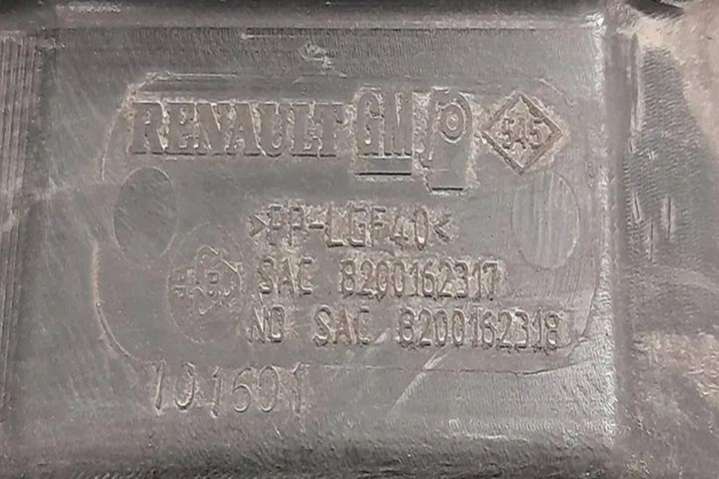 RENAULT GM 545
>PP-LGF40<
SAC 8200162317
NO SAC 8200162318
101601